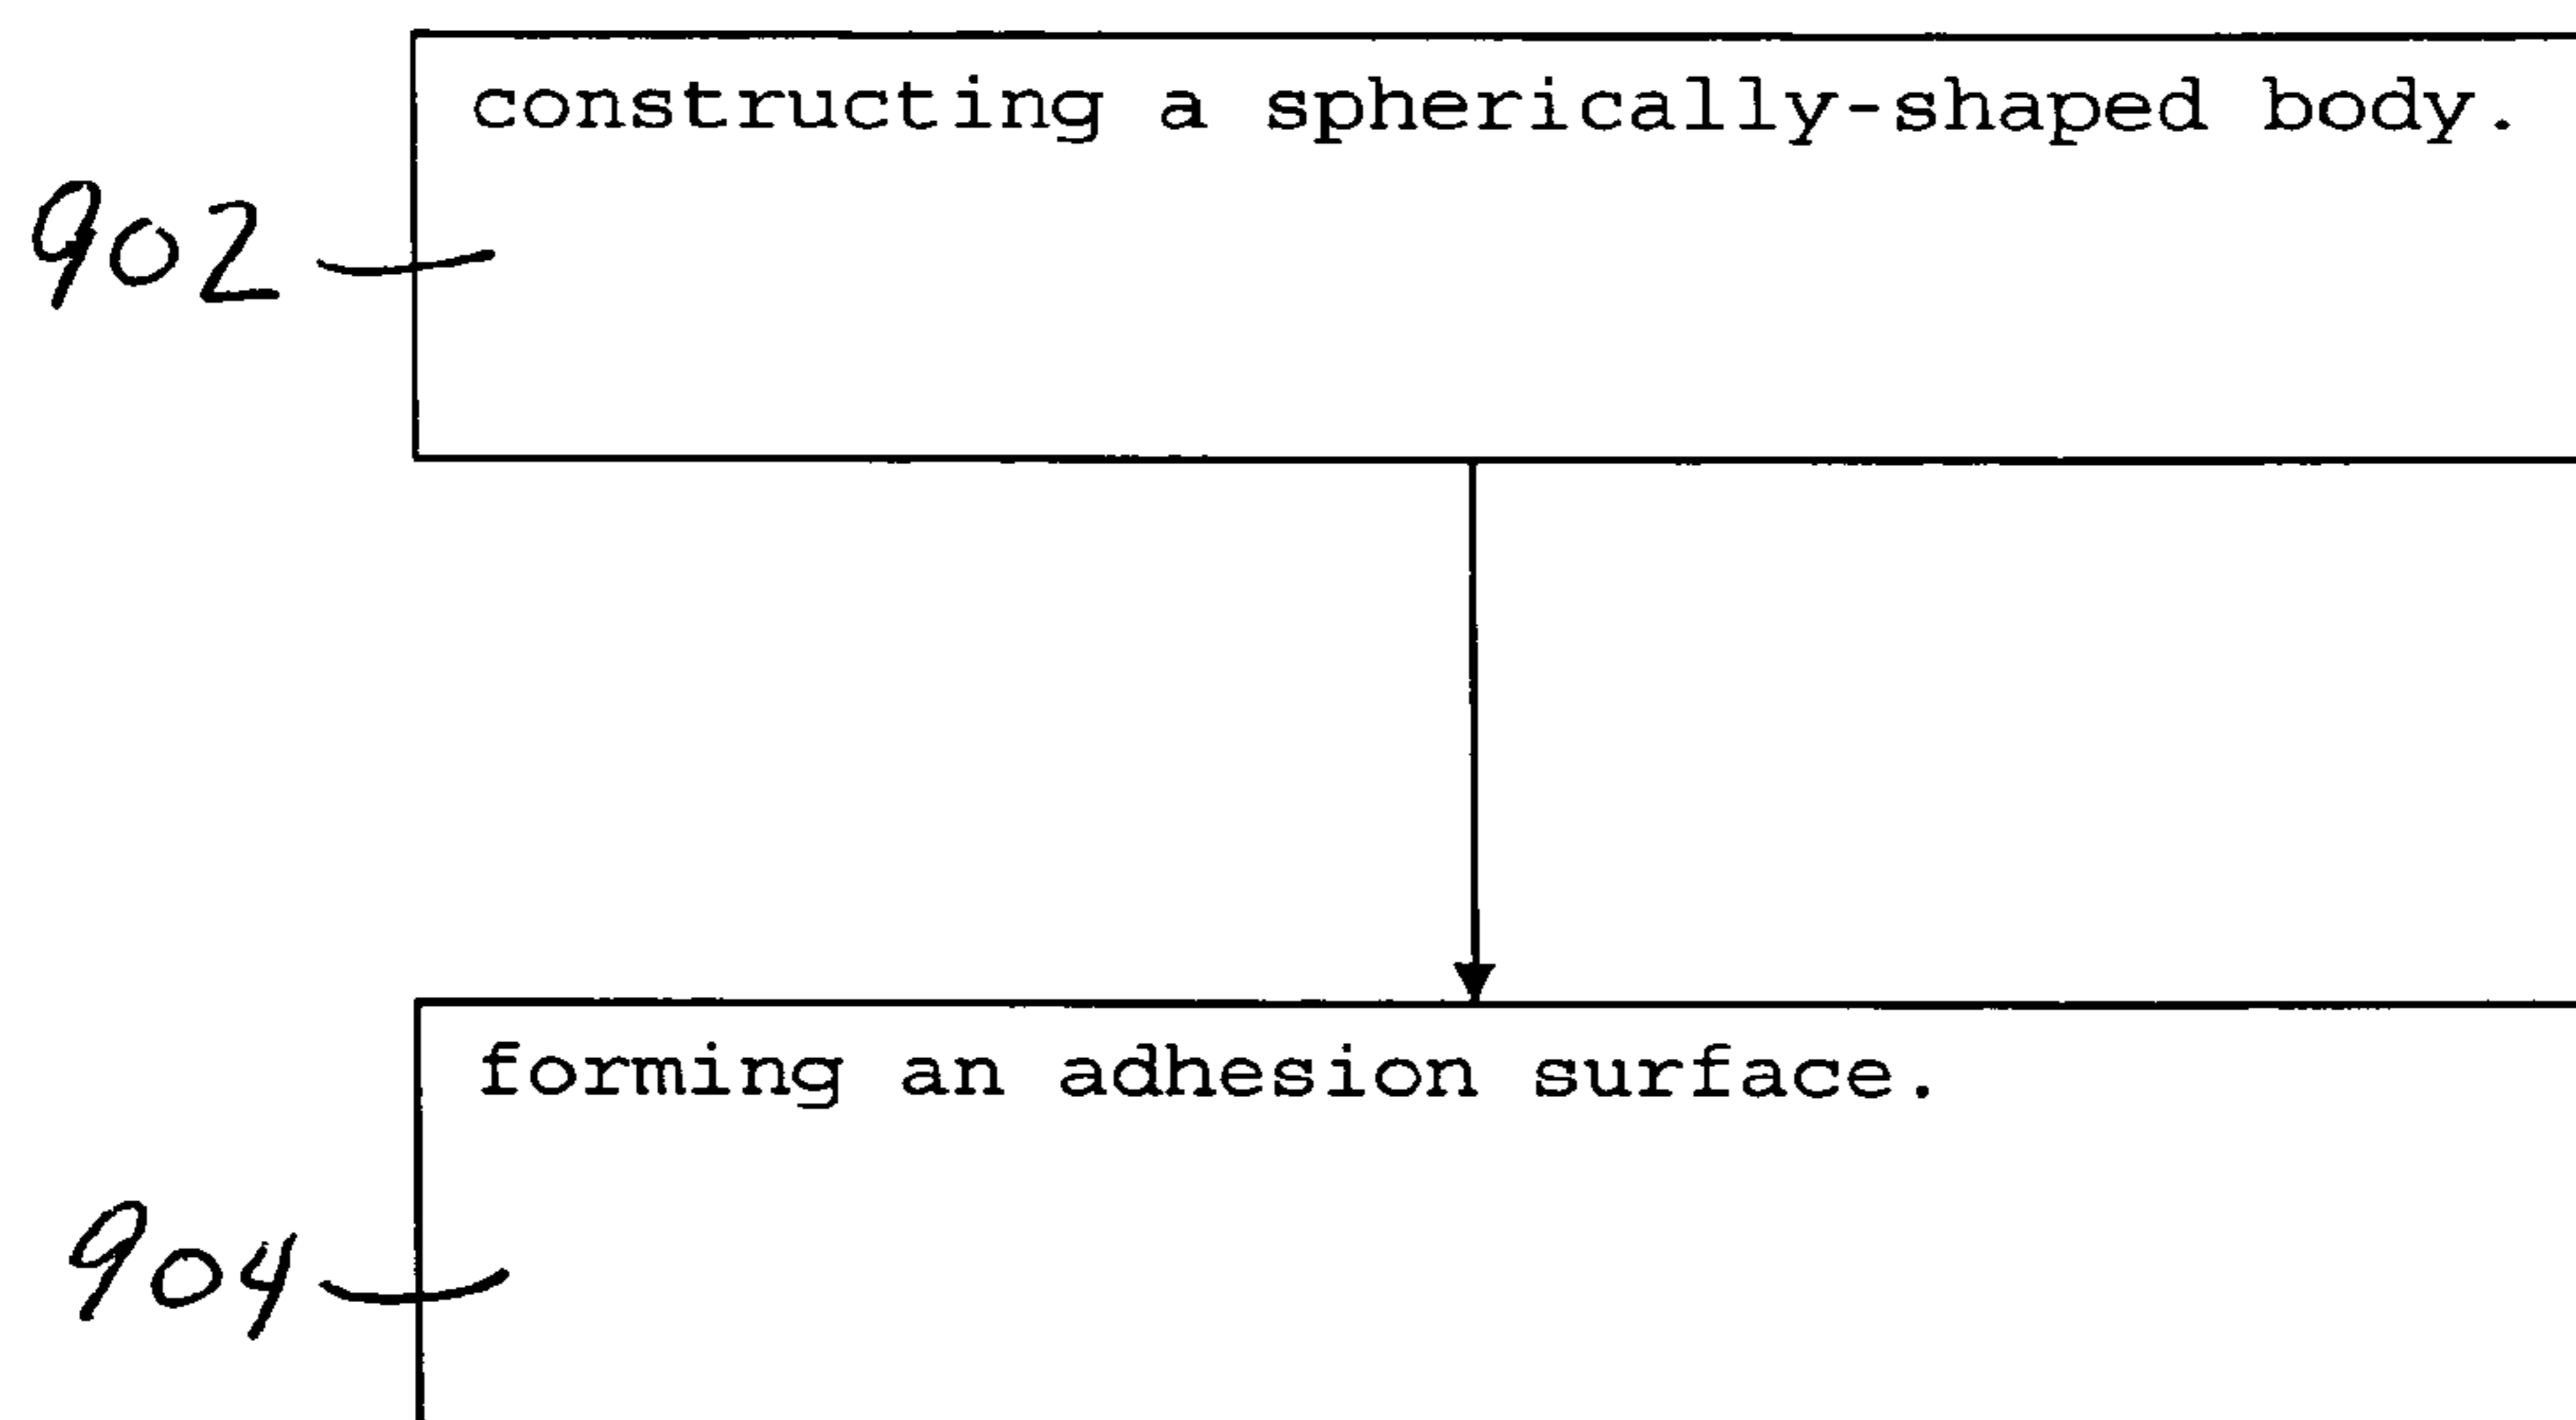 constructing a spherically-shaped body.
902
forming an adhesion surface.
904